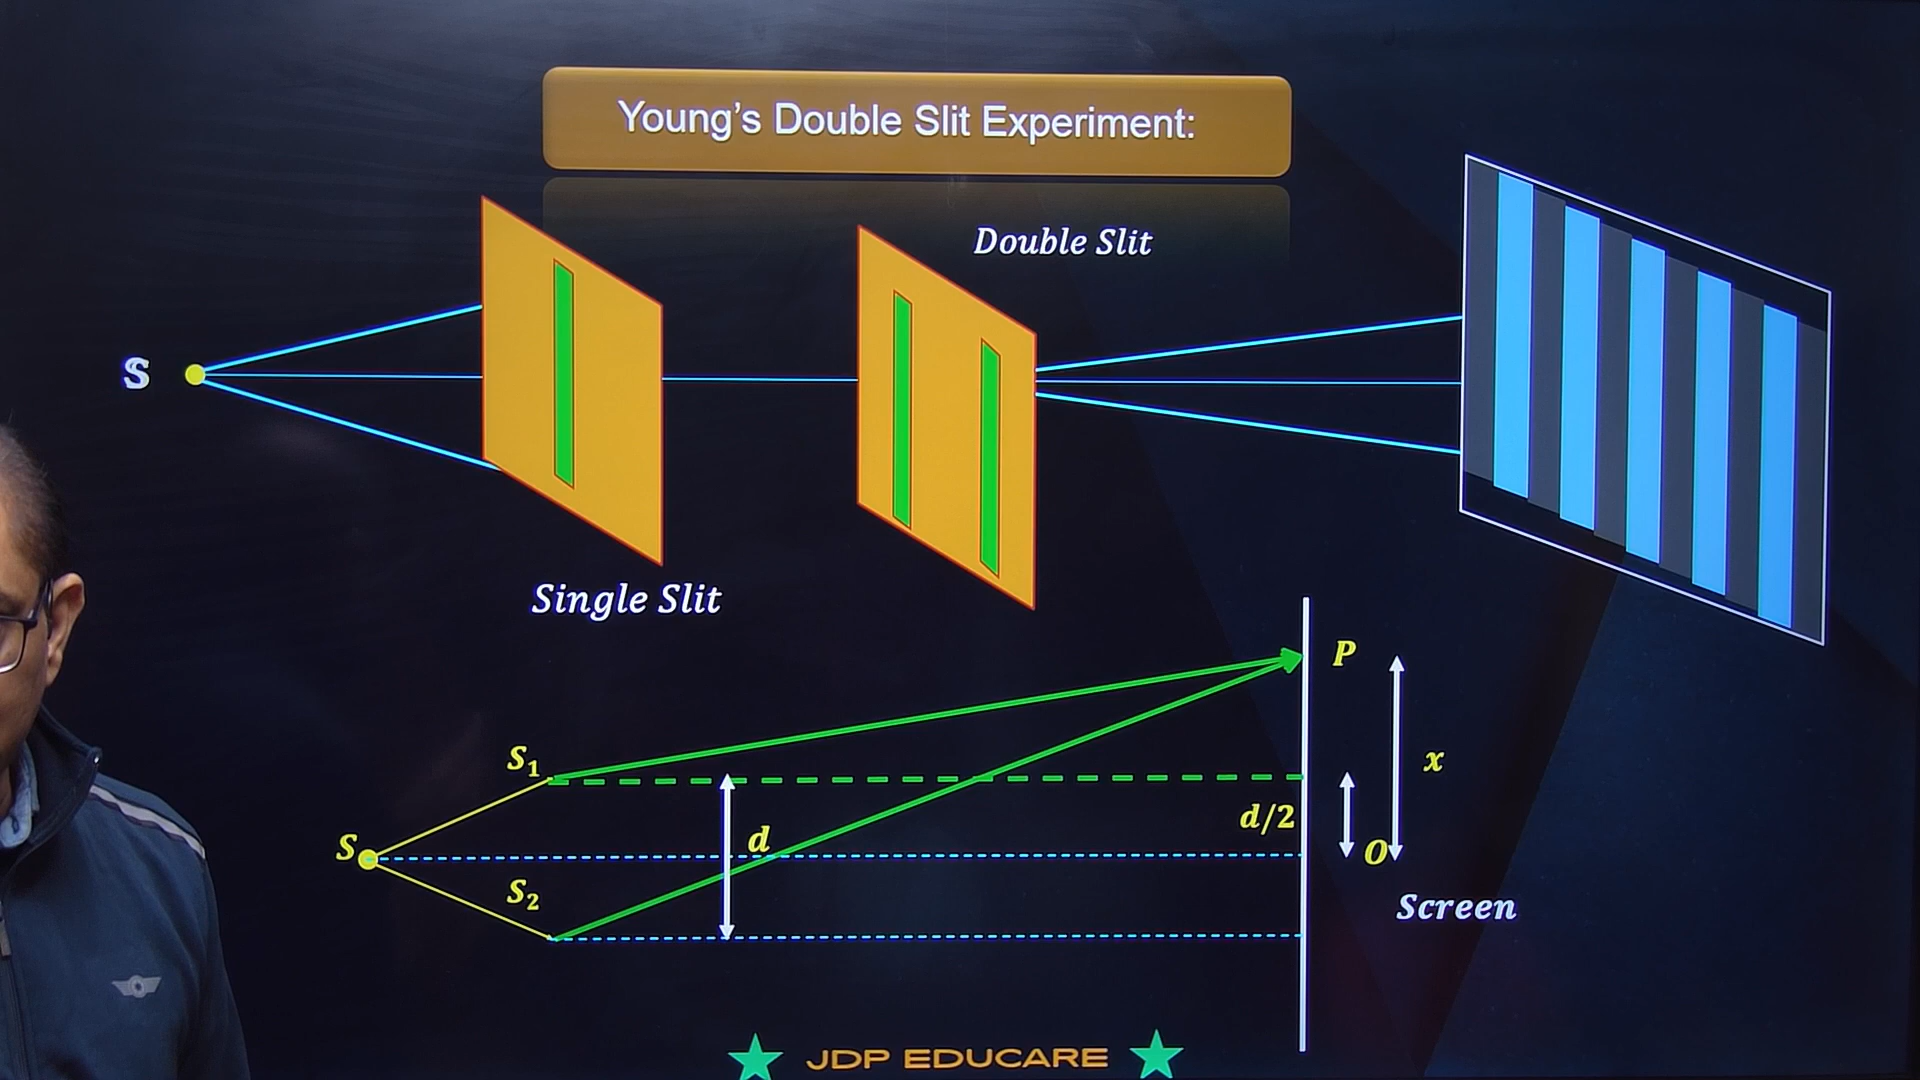 Young's Double Slit Experiment:
Double Slit
S
Single Slit
P
S₁
x
d/2
d
S
O
S₂
Screen
JDP EDUCARE